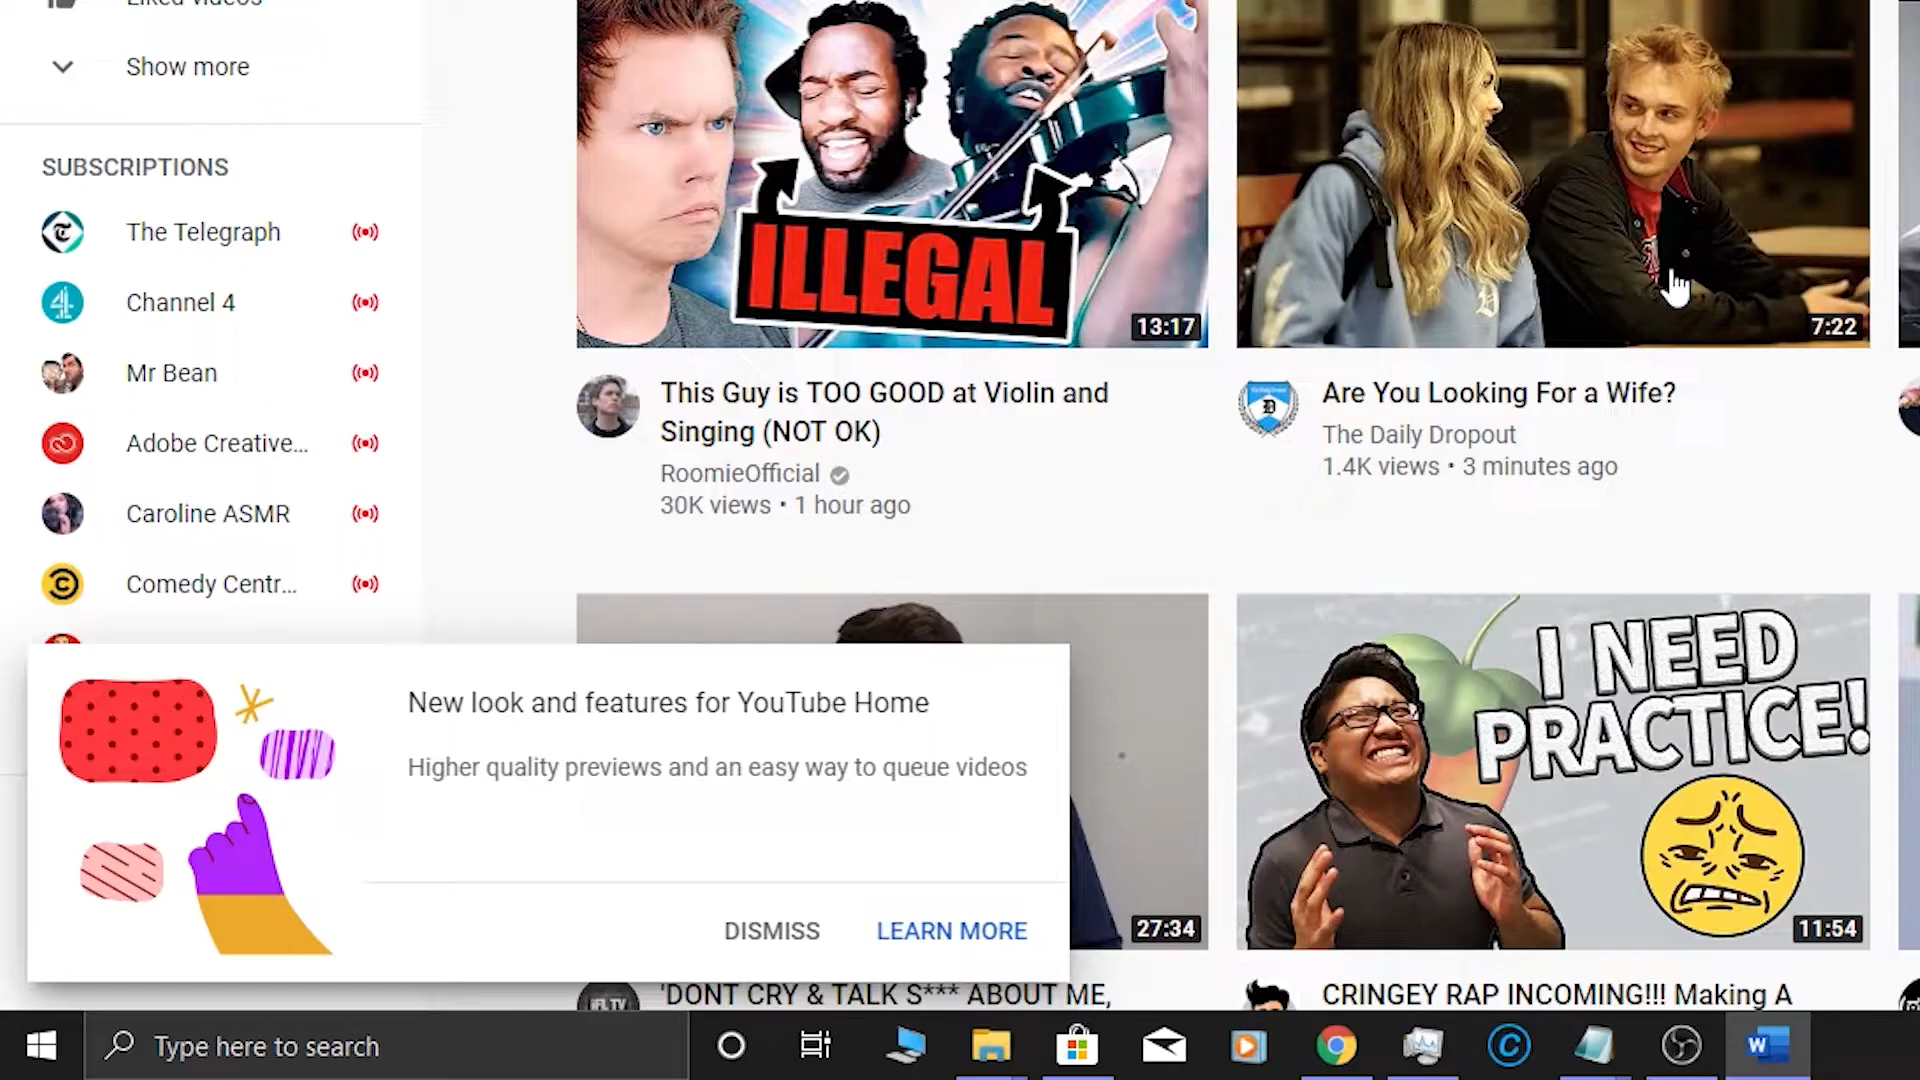 Liked videos
Show more
SUBSCRIPTIONS
The Telegraph
Channel 4
Mr Bean
Adobe Creative...
Caroline ASMR
Comedy Centr...
ILLEGAL
13:17
This Guy is TOO GOOD at Violin and
Singing (NOT OK)
RoomieOfficial
30K views • 1 hour ago
D
7:22
D
Are You Looking For a Wife?
The Daily Dropout
1.4K views • 3 minutes ago
New look and features for YouTube Home
Higher quality previews and an easy way to queue videos
DISMISS
LEARN MORE
27:34
I NEED
PRACTICE!
11:54
iFL TV
'DONT CRY & TALK S*** ABOUT ME,
CRINGEY RAP INCOMING!!! Making A
Type here to search
W